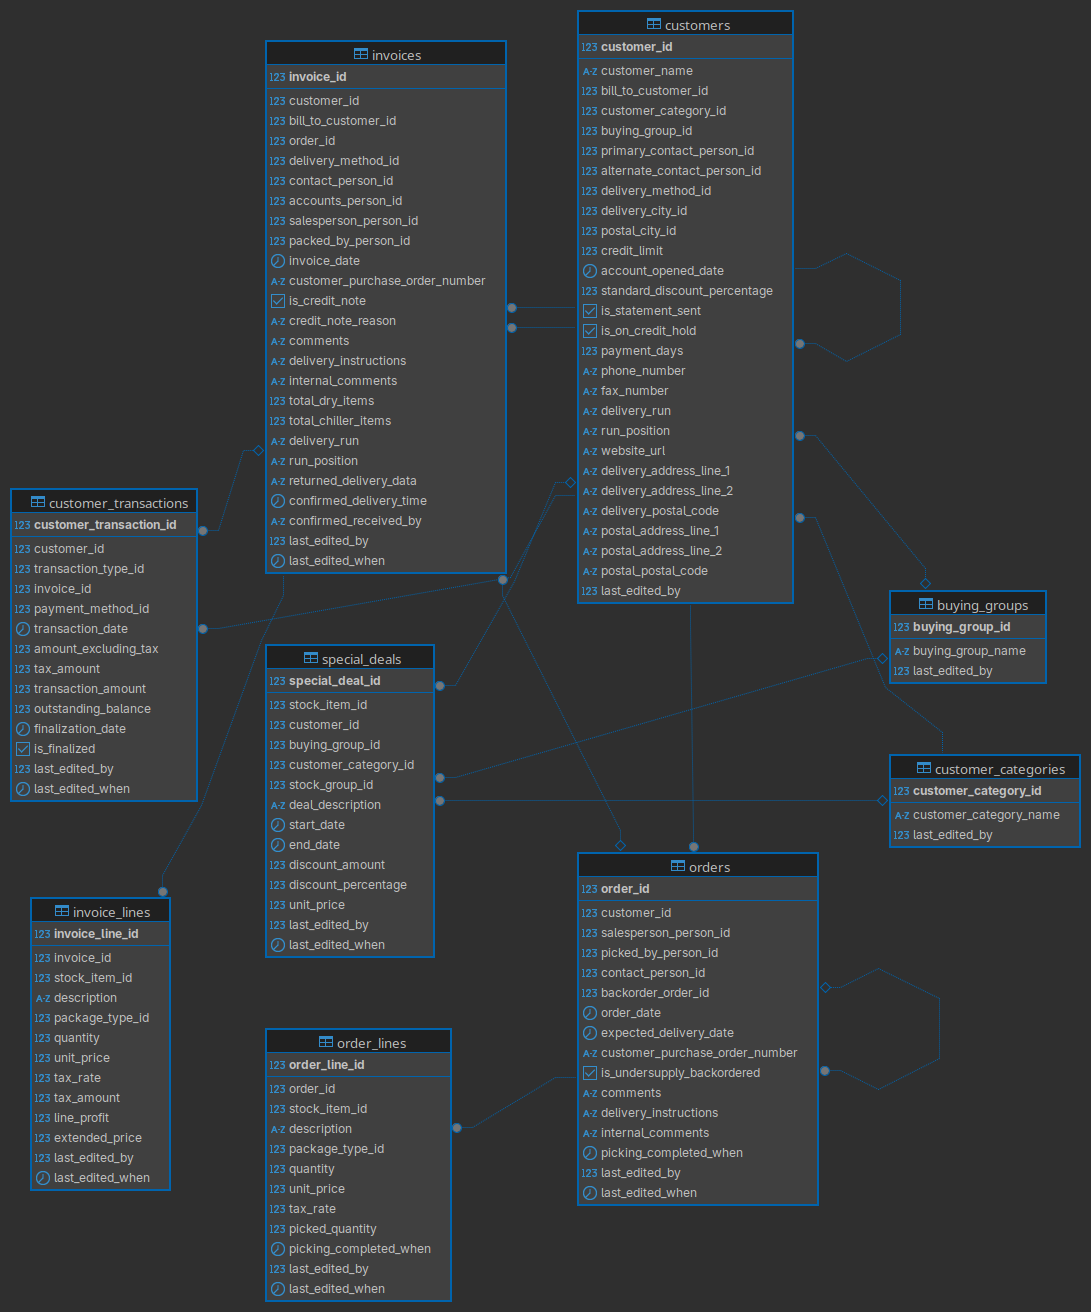 customers
123 customer_id
A-Z customer_name
123 bill_to_customer_id
123 customer_category_id
123 buying_group_id
123 primary_contact_person_id
123 alternate_contact_person_id
123 delivery_method_id
123 delivery_city_id
123 postal_city_id
123 credit_limit
account_opened_date
123 standard_discount_percentage
is_statement_sent
is_on_credit_hold
123 payment_days
A-Z phone_number
A-Z fax_number
A-Z delivery_run
A-Z run_position
A-Z website_url
A-Z delivery_address_line_1
A-Z delivery_address_line_2
A-Z delivery_postal_code
A-Z postal_address_line_1
A-Z postal_address_line_2
A-Z postal_postal_code
123 last_edited_by
invoices
123 invoice_id
123 customer_id
123 bill_to_customer_id
123 order_id
123 delivery_method_id
123 contact_person_id
123 accounts_person_id
123 salesperson_person_id
123 packed_by_person_id
invoice_date
A-Z customer_purchase_order_number
is_credit_note
A-Z credit_note_reason
A-Z comments
A-Z delivery_instructions
A-Z internal_comments
123 total_dry_items
123 total_chiller_items
A-Z delivery_run
A-Z run_position
A-Z returned_delivery_data
confirmed_delivery_time
A-Z confirmed_received_by
123 last_edited_by
last_edited_when
customer_transactions
123 customer_transaction_id
123 customer_id
123 transaction_type_id
123 invoice_id
123 payment_method_id
transaction_date
123 amount_excluding_tax
123 tax_amount
123 transaction_amount
123 outstanding_balance
finalization_date
is_finalized
123 last_edited_by
last_edited_when
buying_groups
123 buying_group_id
A-Z buying_group_name
123 last_edited_by
special_deals
123 special_deal_id
123 stock_item_id
123 customer_id
123 buying_group_id
123 customer_category_id
123 stock_group_id
A-Z deal_description
start_date
end_date
123 discount_amount
123 discount_percentage
123 unit_price
123 last_edited_by
last_edited_when
customer_categories
123 customer_category_id
A-Z customer_category_name
123 last_edited_by
orders
123 order_id
123 customer_id
123 salesperson_person_id
123 picked_by_person_id
123 contact_person_id
123 backorder_order_id
order_date
expected_delivery_date
A-Z customer_purchase_order_number
is_undersupply_backordered
A-Z comments
A-Z delivery_instructions
A-Z internal_comments
picking_completed_when
123 last_edited_by
last_edited_when
invoice_lines
123 invoice_line_id
123 invoice_id
123 stock_item_id
A-Z description
123 package_type_id
123 quantity
123 unit_price
123 tax_rate
123 tax_amount
123 line_profit
123 extended_price
123 last_edited_by
last_edited_when
order_lines
123 order_line_id
123 order_id
123 stock_item_id
A-Z description
123 package_type_id
123 quantity
123 unit_price
123 tax_rate
123 picked_quantity
picking_completed_when
123 last_edited_by
last_edited_when